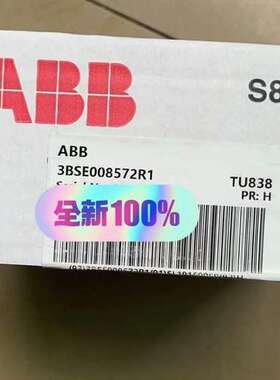 ABB
S8
ABB
3BSE008572R1
TU838
PR: H
全新100%